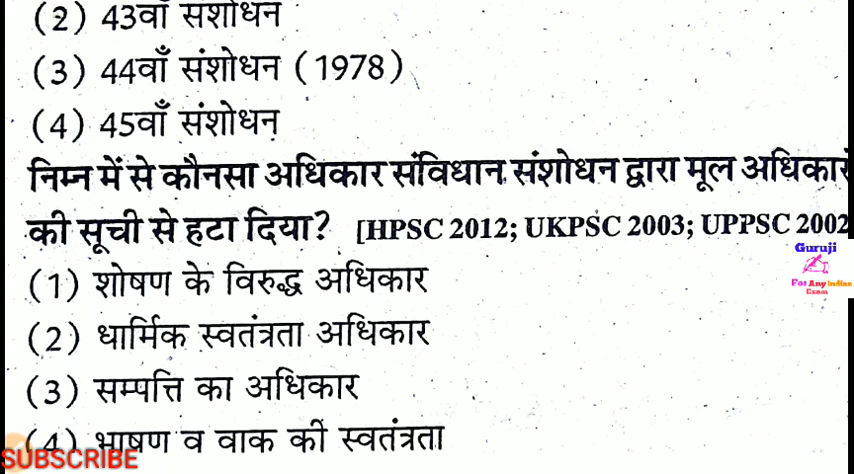 (2) 43वाँ संशोधन
(3) 44वाँ संशोधन (1978)
(4) 45वाँ संशोधन
निम्न में से कौनसा अधिकार संविधान संशोधन द्वारा मूल अधिकारों
की सूची से हटा दिया? [HPSC 2012; UKPSC 2003; UPPSC 2002
Guruji
For Any Indian
Exam
(1) शोषण के विरुद्ध अधिकार
(2) धार्मिक स्वतंत्रता अधिकार
(3) सम्पत्ति का अधिकार
(4) भाषण व वाक की स्वतंत्रता
SUBSCRIBE